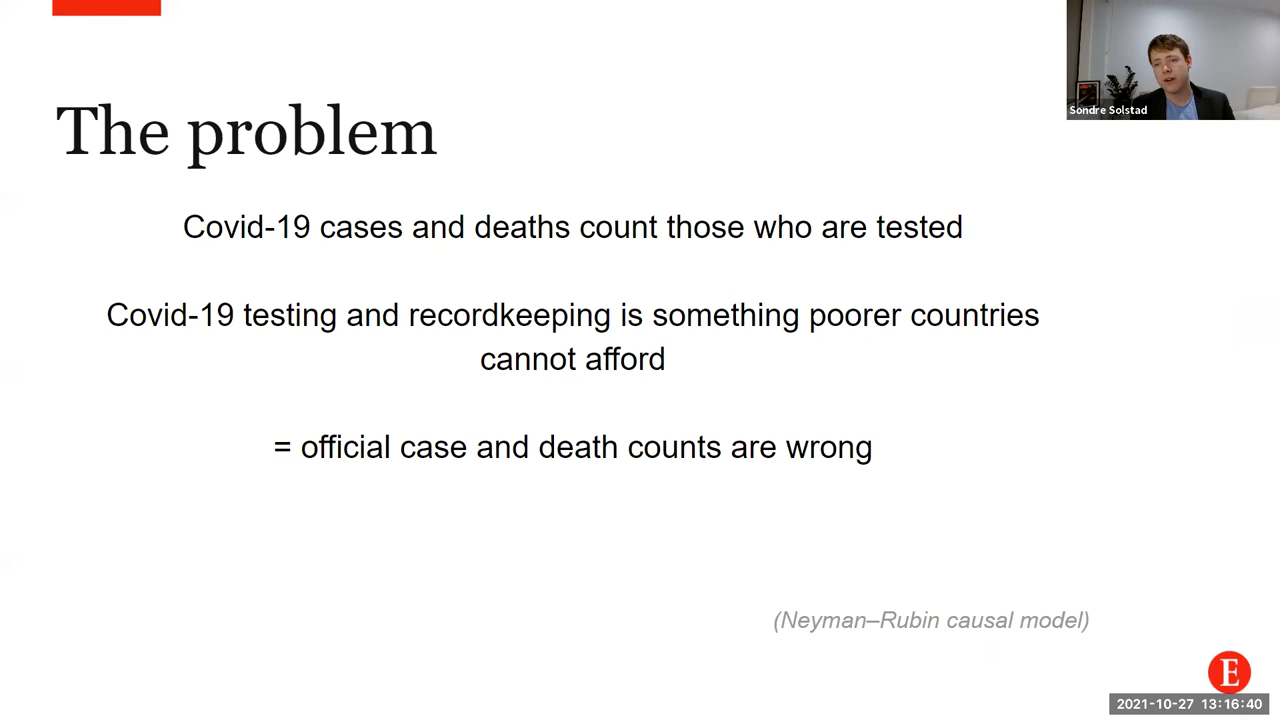 Sondre Solstad
The problem
Covid-19 cases and deaths count those who are tested
Covid-19 testing and recordkeeping is something poorer countries
cannot afford
= official case and death counts are wrong
(Neyman–Rubin causal model)
E
2021-10-27 13:16:40